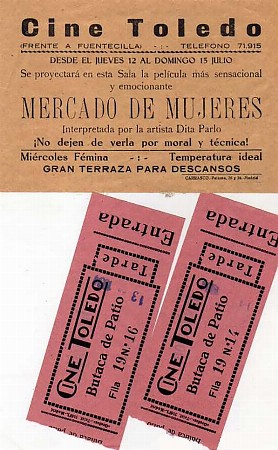 Cine Toledo
(FRENTE A FUENTECILLA) -:- TELEFONO 71.915
DESDE EL JUEVES 12 AL DOMINGO 15 JULIO
Se proyectará en esta Sala la película más sensacional
y emocionante
MERCADO DE MUJERES
Interpretada por la artista Dita Parlo
¡No dejen de verla por moral y técnica!
Miércoles Fémina -:- Temperatura ideal
GRAN TERRAZA PARA DESCANSOS
Entrada
Tarde
13
CINE TOLEDO
Butaca de Patio
Fila 19 N.º 16
Entrada
Tarde
CINE TOLEDO
Butaca de Patio
Fila 19 N.º 14